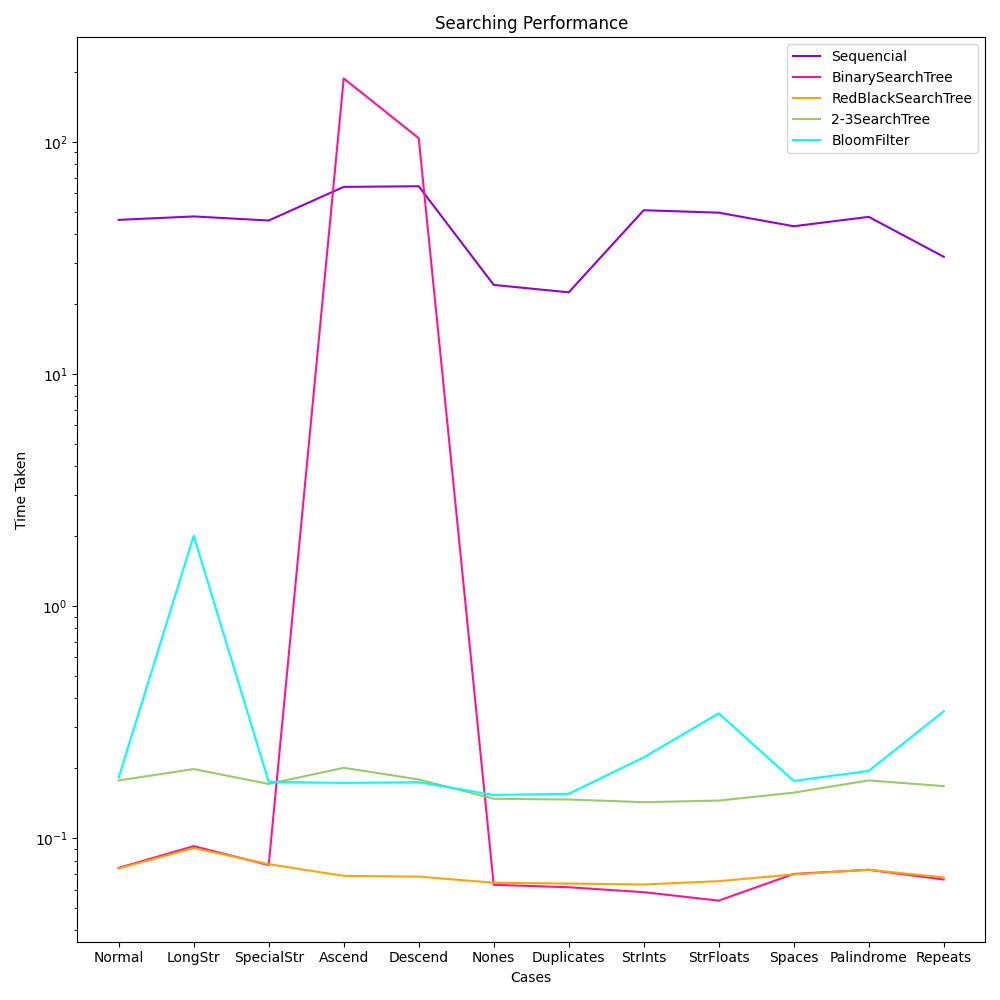 Searching Performance
Sequencial
BinarySearchTree
RedBlackSearchTree
2-3SearchTree
BloomFilter
Time Taken
10²
10¹
10⁰
10⁻¹
Normal LongStr SpecialStr Ascend Descend Nones Duplicates StrInts StrFloats Spaces Palindrome Repeats
Cases